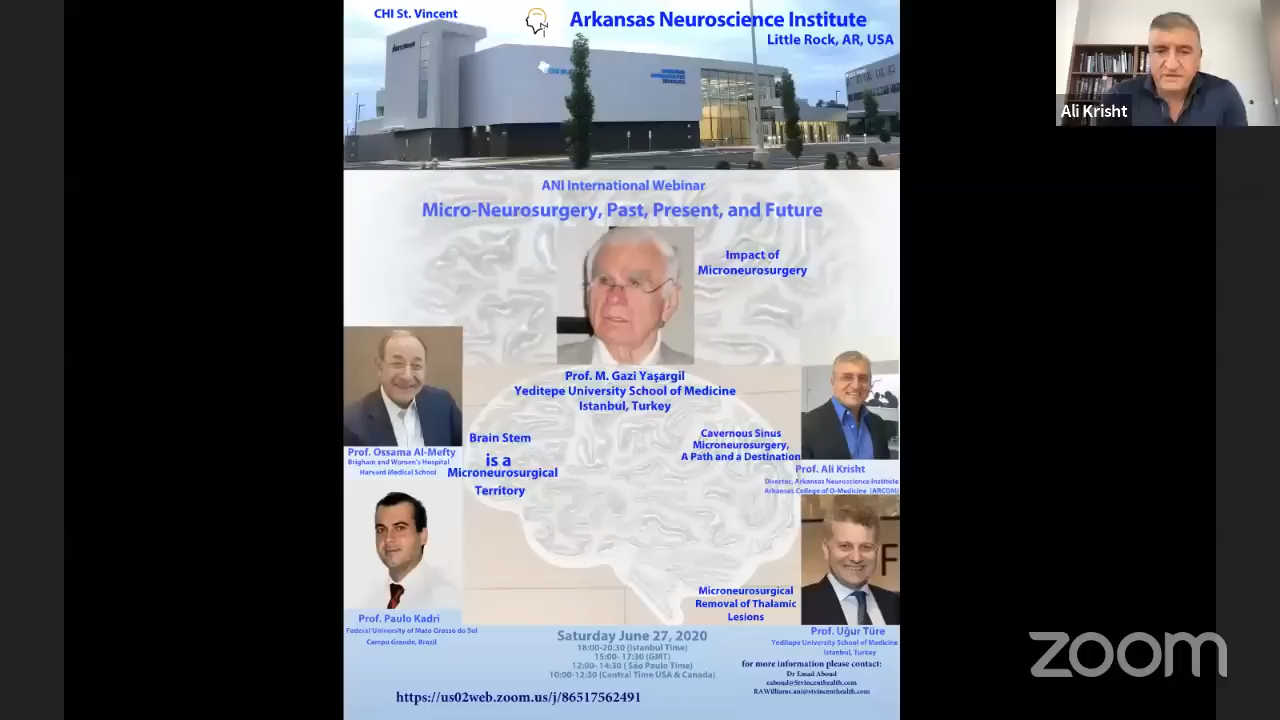 CHI St. Vincent
Arkansas Neuroscience Institute
Little Rock, AR, USA
Ali Krisht
ANI International Webinar
Micro-Neurosurgery, Past, Present, and Future
Impact of
Microneurosurgery
Prof. M. Gazi Yaşargil
Yeditepe University School of Medicine
Istanbul, Turkey
Prof. Ossama Al-Mefty
Brigham and Women's Hospital
Harvard Medical School
Brain Stem
is a
Microneurosurgical
Territory
Cavernous Sinus
Microneurosurgery,
A Path and a Destination
Prof. Ali Krisht
Director, Arkansas Neuroscience Institute
Arkansas College of O-Medicine (ARCOM)
Prof. Paulo Kadri
Federal University of Mato Grosso do Sul
Campo Grande, Brazil
Microneurosurgical
Removal of Thalamic
Lesions
F
Prof. Uğur Türe
Yeditepe University School of Medicine
Istanbul, Turkey
Saturday June 27, 2020
18:00-20:30 (Istanbul Time)
15:00- 17:30 (GMT)
12:00- 14:30 ( São Paulo Time)
10:00-12:30 (Central Time USA & Canada)
https://us02web.zoom.us/j/86517562491
for more information please contact:
Dr Emad Aboud
eaboud@Stvincenthealth.com
RAWilliams.ani@stvincenthealth.com
zoom